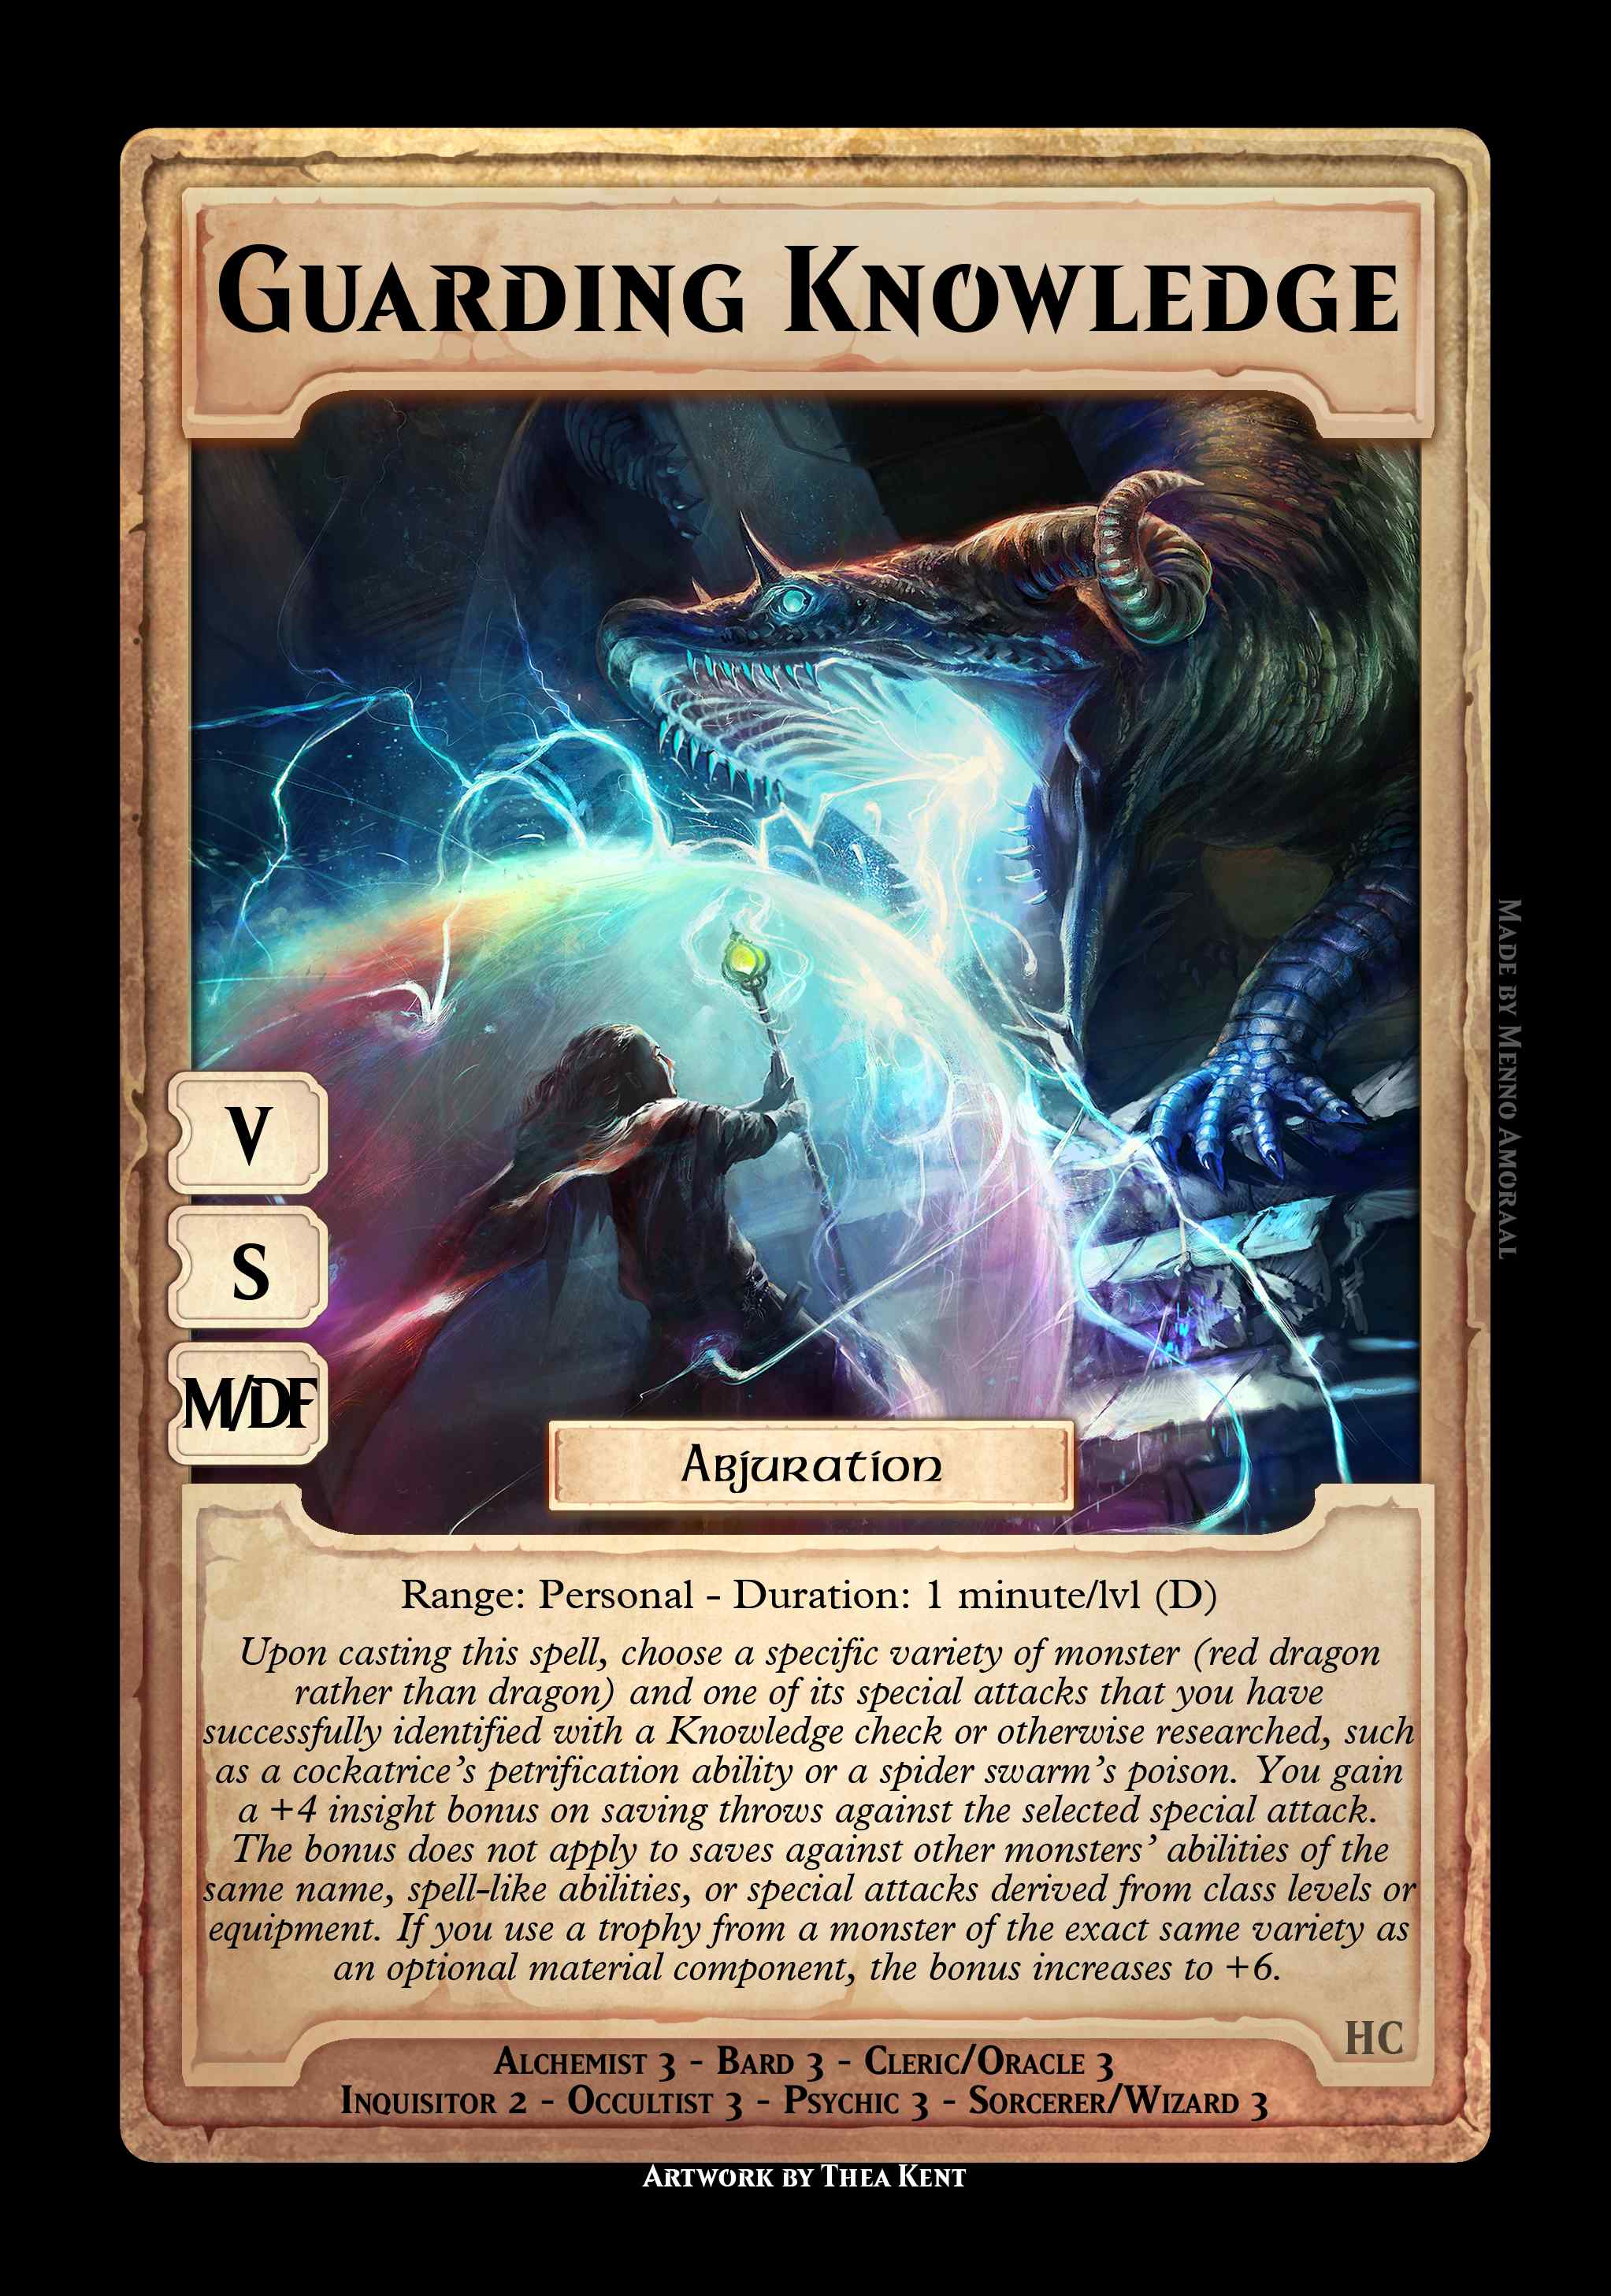 Guarding Knowledge
V
S
M/DF
Abjuration
Range: Personal - Duration: 1 minute/lvl (D)
Upon casting this spell, choose a specific variety of monster (red dragon
rather than dragon) and one of its special attacks that you have
successfully identified with a Knowledge check or otherwise researched, such
as a cockatrice's petrification ability or a spider swarm's poison. You gain
a +4 insight bonus on saving throws against the selected special attack.
The bonus does not apply to saves against other monsters' abilities of the
same name, spell-like abilities, or special attacks derived from class levels or
equipment. If you use a trophy from a monster of the exact same variety as
an optional material component, the bonus increases to +6.
HC
Alchemist 3 - Bard 3 - Cleric/Oracle 3
Inquisitor 2 - Occultist 3 - Psychic 3 - Sorcerer/Wizard 3
Artwork by Thea Kent
Made by Menno Amoraal